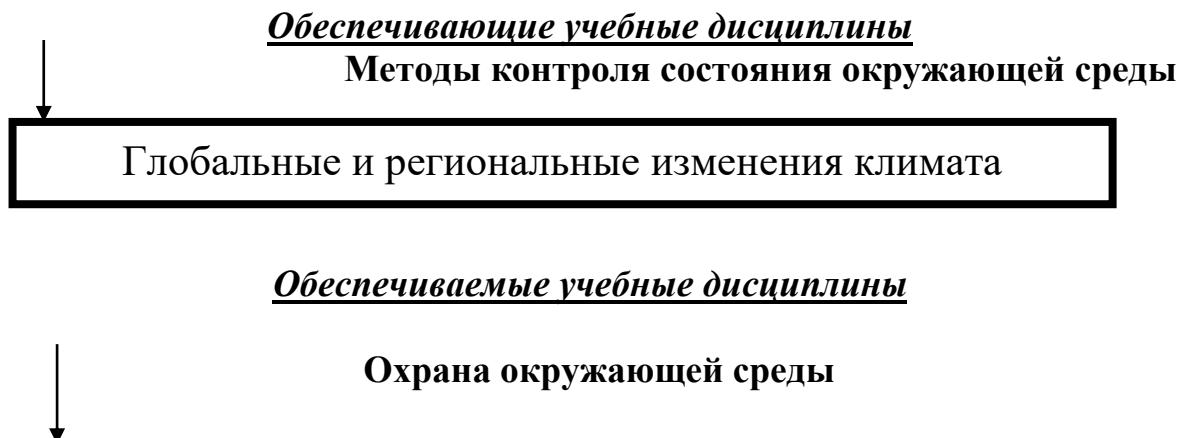 Обеспечивающие учебные дисциплины
Методы контроля состояния окружающей среды
Глобальные и региональные изменения климата
Обеспечиваемые учебные дисциплины
Охрана окружающей среды